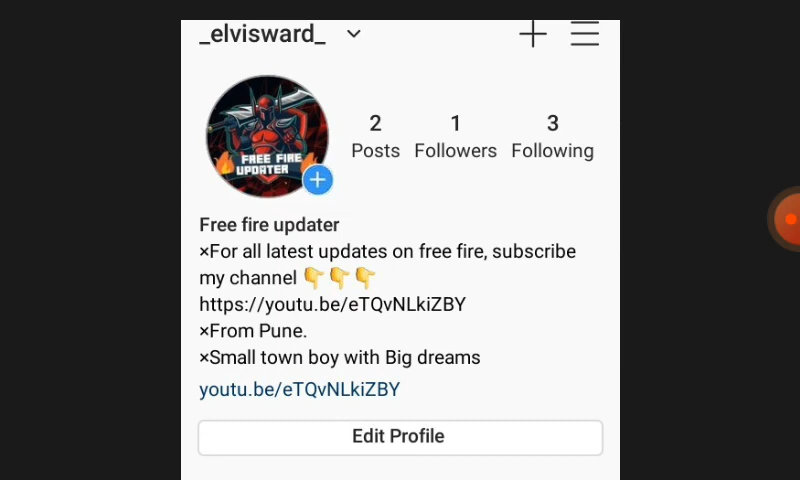 _elvisward_
FREE FIRE
UPDATER
2 1 3
Posts Followers Following
Free fire updater
×For all latest updates on free fire, subscribe
my channel 👇👇👇
https://youtu.be/eTQvNLkiZBY
×From Pune.
×Small town boy with Big dreams
youtu.be/eTQvNLkiZBY
Edit Profile